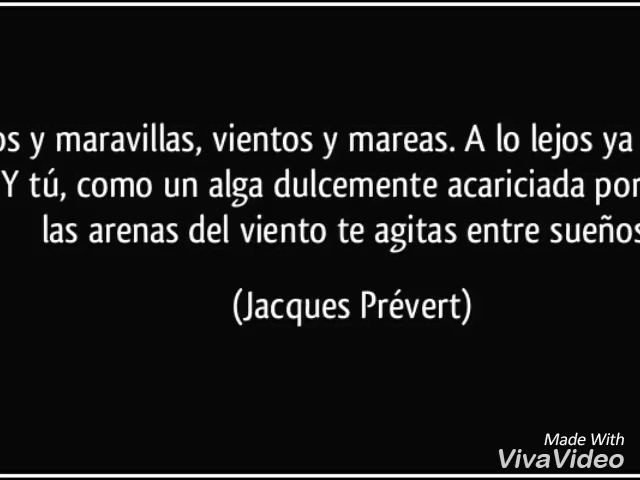 os y maravillas, vientos y mareas. A lo lejos ya
Y tú, como un alga dulcemente acariciada por
las arenas del viento te agitas entre sueños
(Jacques Prévert)
Made With
VivaVideo